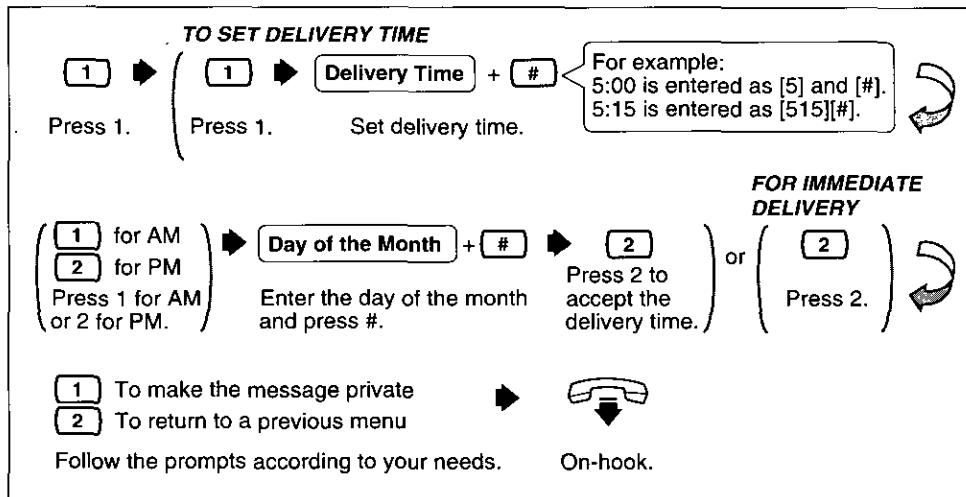 TO SET DELIVERY TIME
1 1 Delivery Time + #
For example:
5:00 is entered as [5] and [#].
5:15 is entered as [515][#].
Press 1. Press 1. Set delivery time.
FOR IMMEDIATE
DELIVERY
1 for AM
2 for PM
Press 1 for AM
or 2 for PM.
Day of the Month + #
Enter the day of the month
and press #.
2
Press 2 to
accept the
delivery time.
or
2
Press 2.
1 To make the message private
2 To return to a previous menu
Follow the prompts according to your needs. On-hook.